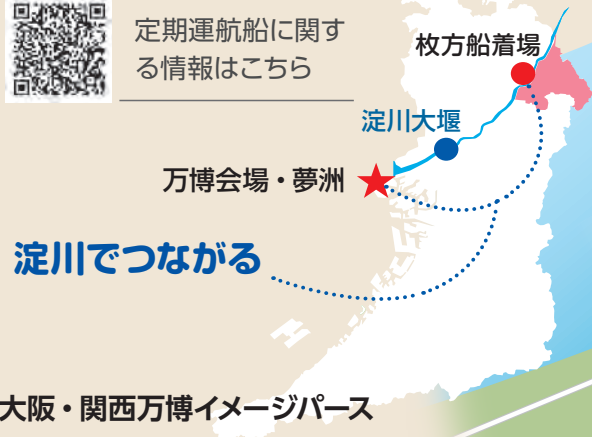 定期運航船に関す
る情報はこちら
枚方船着場
淀川大堰
万博会場・夢洲
淀川でつながる
大阪・関西万博イメージパース